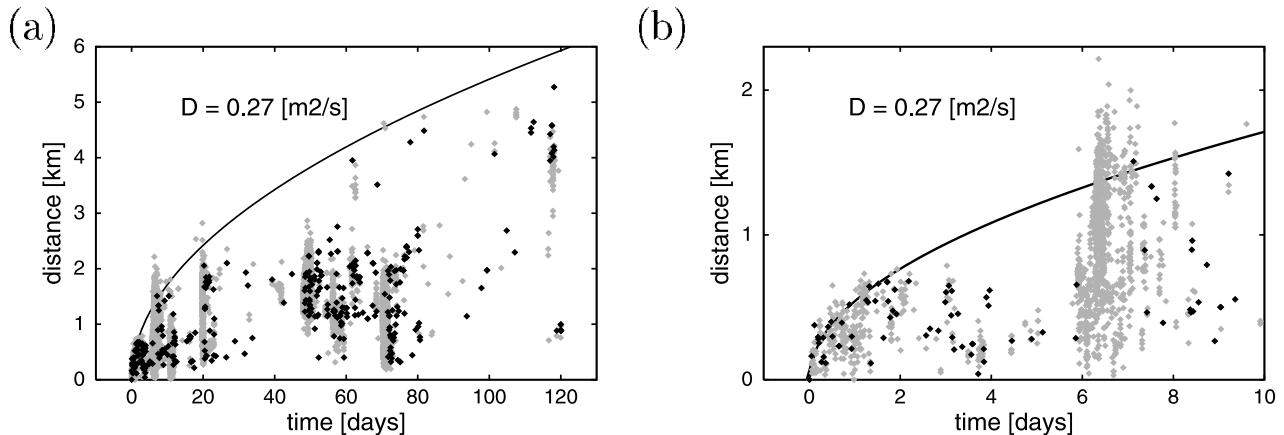 (a)
6
5
4
3
2
1
0
distance [km]
D = 0.27 [m2/s]
0 20 40 60 80 100 120
time [days]
(b)
2
1
0
distance [km]
D = 0.27 [m2/s]
0 2 4 6 8 10
time [days]